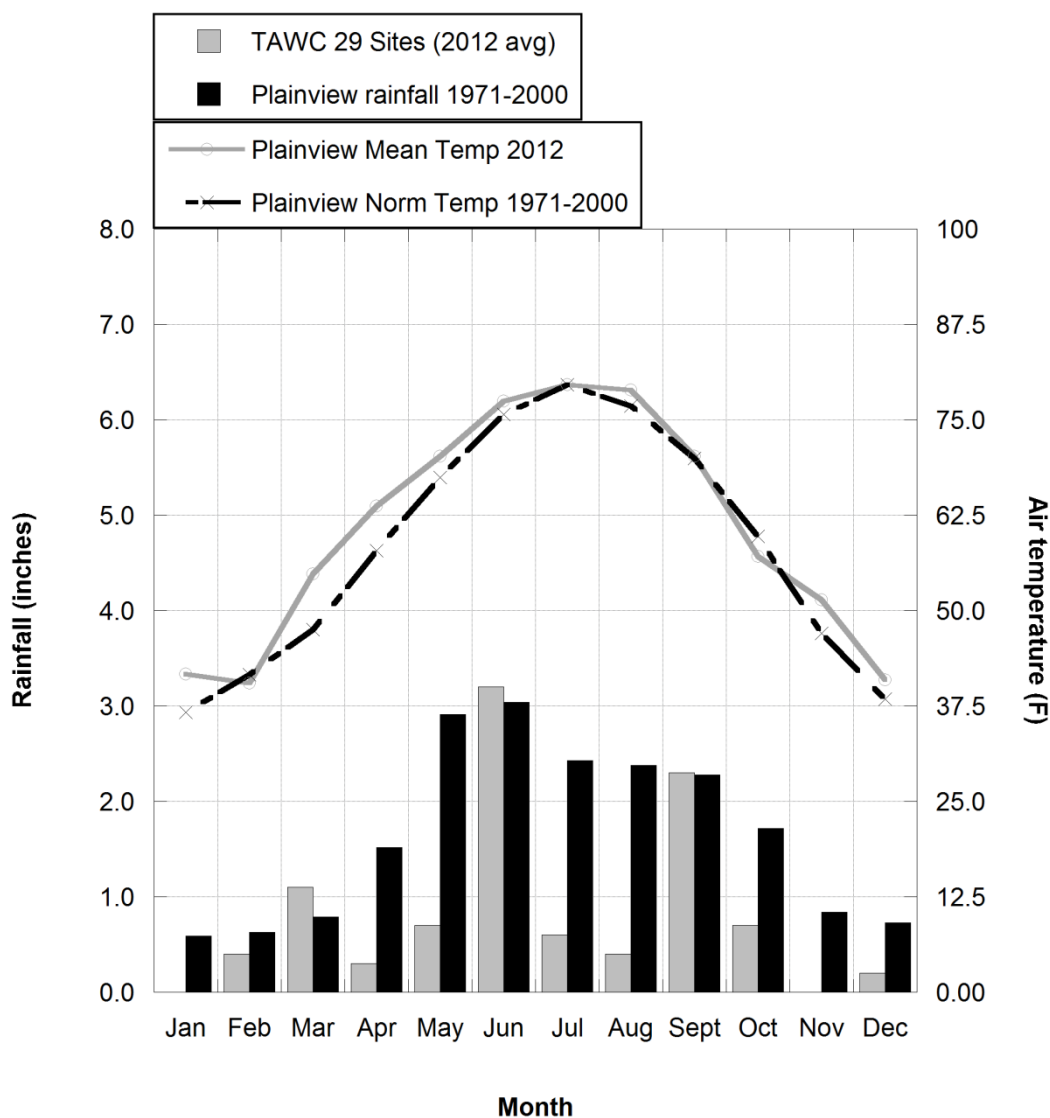 TAWC 29 Sites (2012 avg)
Plainview rainfall 1971-2000
Plainview Mean Temp 2012
Plainview Norm Temp 1971-2000
8.0
7.0
6.0
5.0
4.0
3.0
2.0
1.0
0.0
Rainfall (inches)
100
87.5
75.0
62.5
50.0
37.5
25.0
12.5
0.00
Air temperature (F)
Jan Feb Mar Apr May Jun Jul Aug Sept Oct Nov Dec
Month